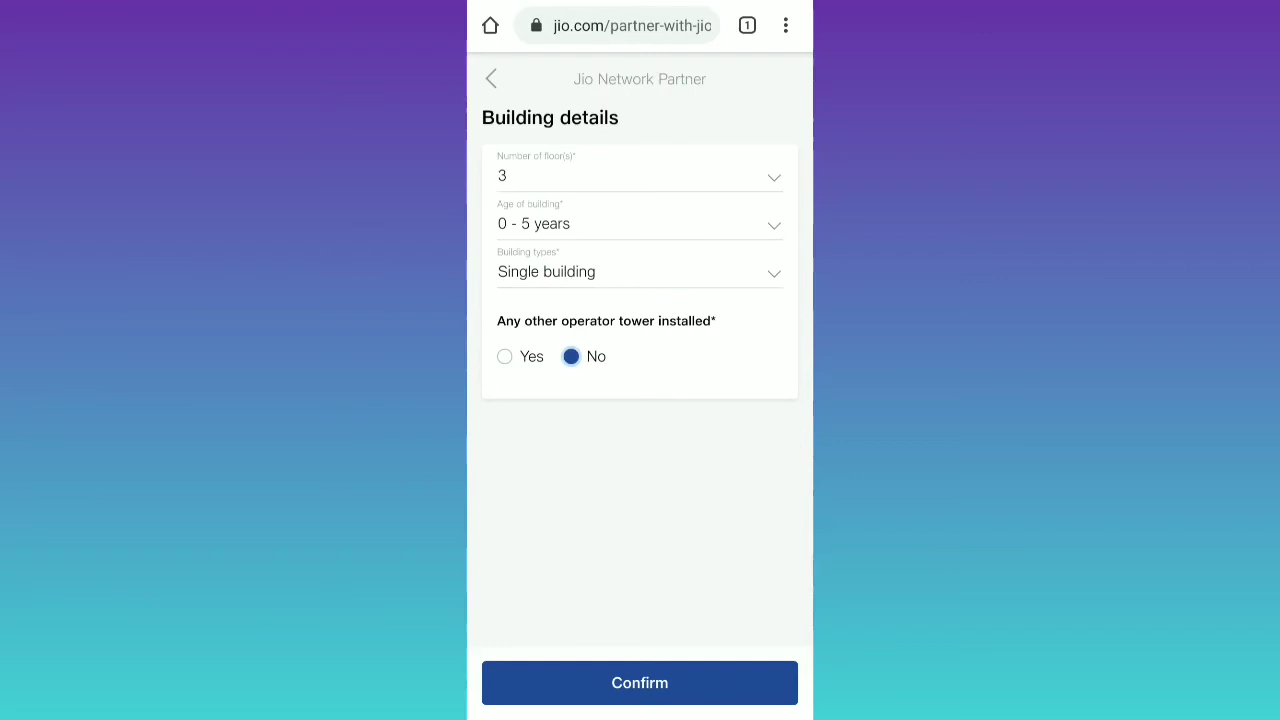 jio.com/partner-with-jio
1
Jio Network Partner
Building details
Number of floor(s)*
3
Age of building*
0 - 5 years
Building types*
Single building
Any other operator tower installed*
Yes No
Confirm